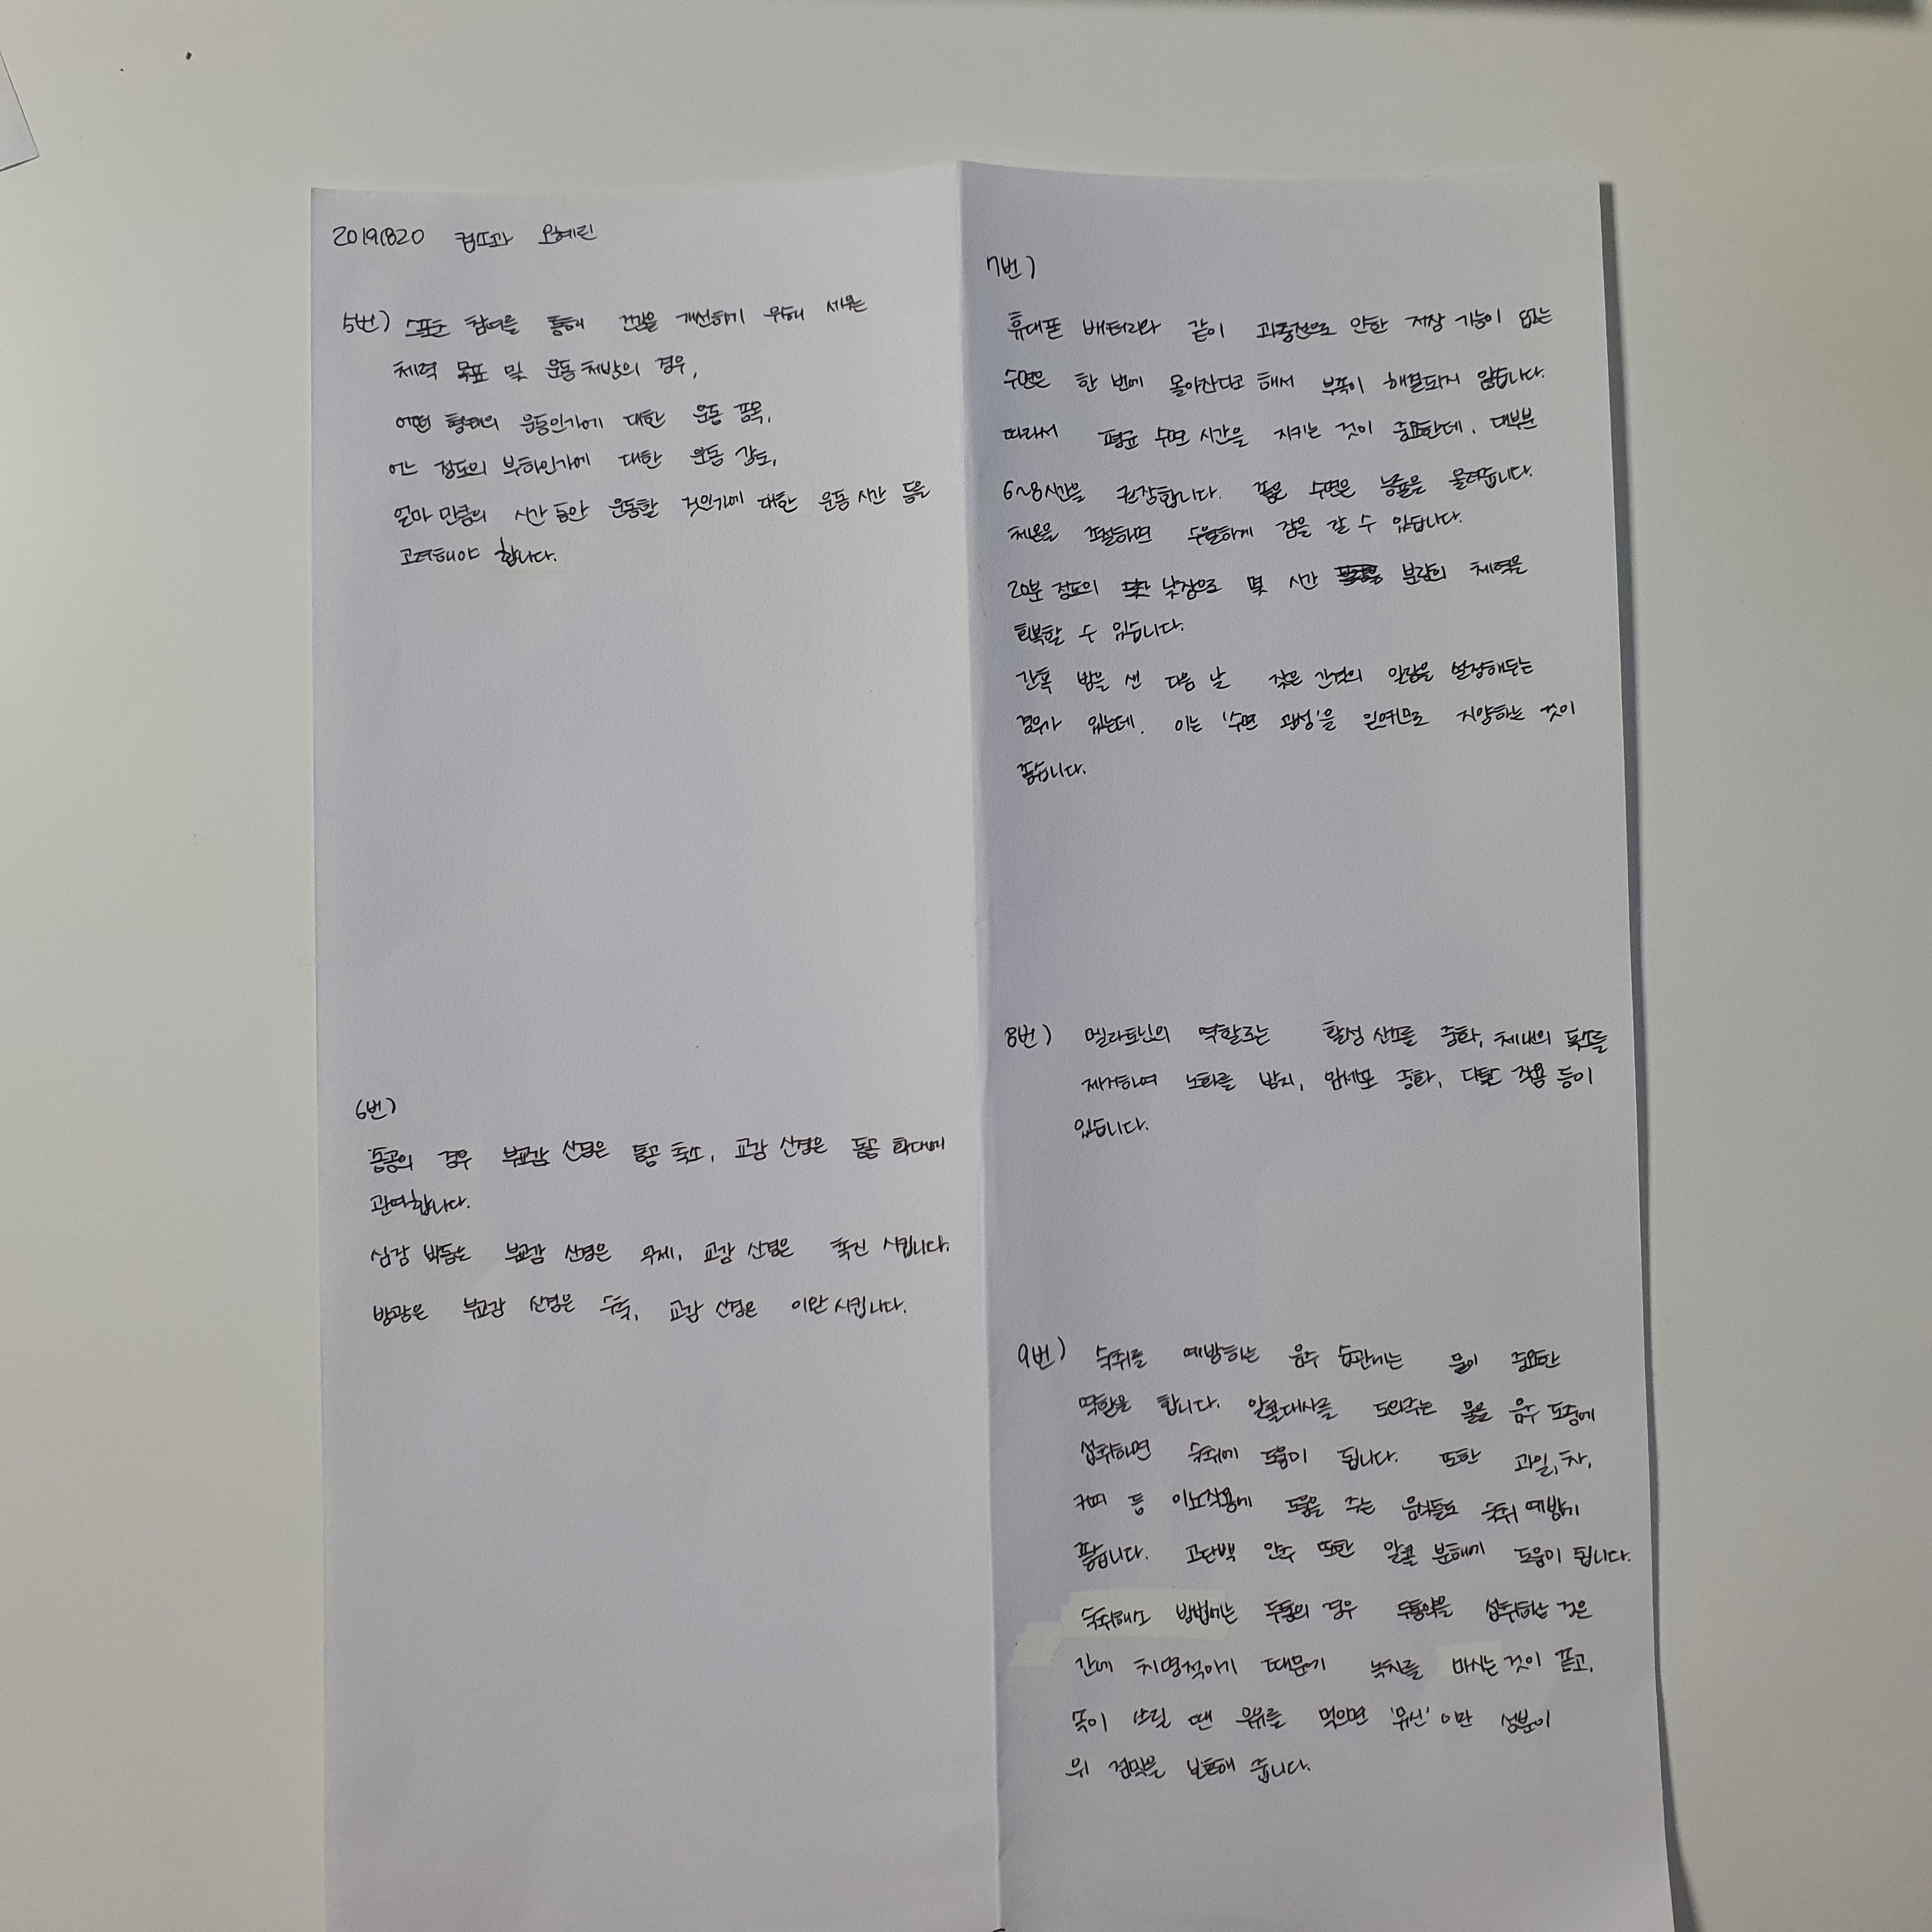 20191820 컴소과 오혜린
5번) 스포츠 참여를 통해 건강을 개선하기 위해 세우는
체력 목표 및 운동 처방의 경우,
어떤 형태의 운동인가에 대한 운동 종목,
어느 정도의 부하인가에 대한 운동 강도,
얼마 만큼의 시간 동안 운동할 것인가에 대한 운동 시간 등을
고려해야 합니다.
6번)
동공의 경우 부교감 신경은 동공 축소, 교감 신경은 동공 확대에
관여합니다.
심장 박동는 부교감 신경은 억제, 교감 신경은 촉진 시킵니다.
방광은 부교감 신경은 수축, 교감 신경은 이완 시킵니다.
7번)
휴대폰 배터리와 같이 과충전으로 인한 저장 기능이 없는
수면은 한 번에 몰아잔다고 해서 부족이 해결되지 않습니다.
따라서 평균 수면 시간을 지키는 것이 중요한데, 대부분
6~8시간을 권장합니다. 좋은 수면은 능률을 올려줍니다.
체온을 조절하면 수월하게 잠을 잘 수 있습니다.
20분 정도의 낮잠으로 몇 시간 분량의 체력을
회복할 수 있습니다.
간혹 밤을 샌 다음 날 잦은 간격의 알람을 설정해두는
경우가 있는데, 이는 '수면 관성'을 일으키므로 지양하는 것이
좋습니다.
8번) 멜라토닌의 역할로는 활성 산소를 중화, 체내의 독소를
제거하여 노화를 방지, 암세포 중화, 다형 작용 등이
있습니다.
9번) 숙취를 예방하는 음주 습관에는 물이 중요한
역할을 합니다. 알콜대사를 도와주는 물을 음주 도중에
섭취하면 숙취에 도움이 됩니다. 또한 과일, 차,
커피 등 이뇨작용에 도움을 주는 음식들도 숙취 예방에
좋습니다. 고단백 안주 또한 알콜 분해에 도움이 됩니다.
숙취해소 방법에는 두통의 경우 두통약을 섭취하는 것은
간에 치명적이기 때문에 녹차를 마시는 것이 좋고,
속이 쓰릴 땐 우유를 먹으면 '뮤신' 이란 성분이
위 점막을 보호해 줍니다.